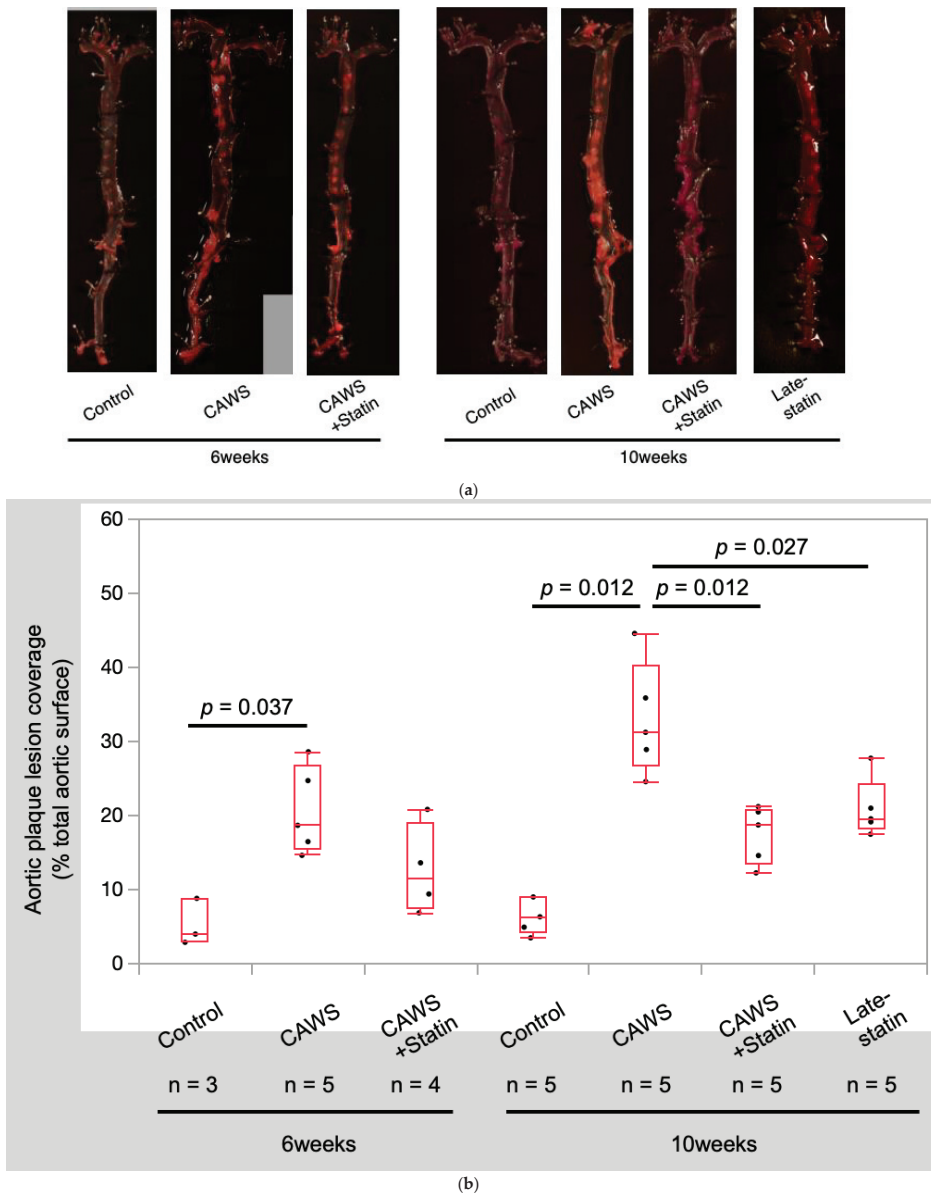 Control
CAWS
CAWS
+Statin
Control
CAWS
CAWS
+Statin
Late-
statin
6weeks
10weeks
(a)
Aortic plaque lesion coverage
(% total aortic surface)
60
50
40
30
20
10
0
p = 0.037
p = 0.012
p = 0.012
p = 0.027
Control
CAWS
CAWS
+Statin
Control
CAWS
CAWS
+Statin
Late-
statin
n = 3
n = 5
n = 4
n = 5
n = 5
n = 5
n = 5
6weeks
10weeks
(b)